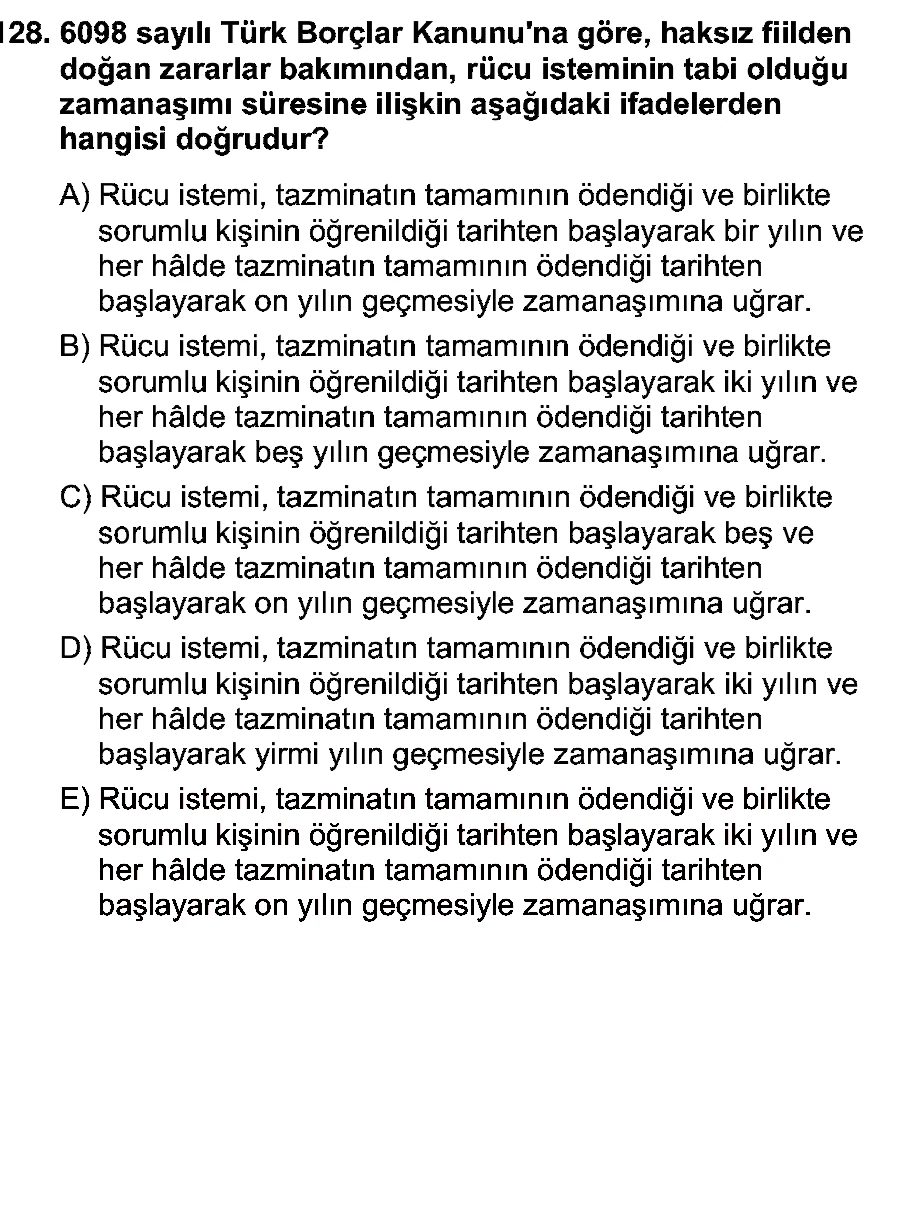 128. 6098 sayılı Türk Borçlar Kanunu'na göre, haksız fiilden
doğan zararlar bakımından, rücu isteminin tabi olduğu
zamanaşımı süresine ilişkin aşağıdaki ifadelerden
hangisi doğrudur?
A) Rücu istemi, tazminatın tamamının ödendiği ve birlikte
sorumlu kişinin öğrenildiği tarihten başlayarak bir yılın ve
her hâlde tazminatın tamamının ödendiği tarihten
başlayarak on yılın geçmesiyle zamanaşımına uğrar.
B) Rücu istemi, tazminatın tamamının ödendiği ve birlikte
sorumlu kişinin öğrenildiği tarihten başlayarak iki yılın ve
her hâlde tazminatın tamamının ödendiği tarihten
başlayarak beş yılın geçmesiyle zamanaşımına uğrar.
C) Rücu istemi, tazminatın tamamının ödendiği ve birlikte
sorumlu kişinin öğrenildiği tarihten başlayarak beş ve
her hâlde tazminatın tamamının ödendiği tarihten
başlayarak on yılın geçmesiyle zamanaşımına uğrar.
D) Rücu istemi, tazminatın tamamının ödendiği ve birlikte
sorumlu kişinin öğrenildiği tarihten başlayarak iki yılın ve
her hâlde tazminatın tamamının ödendiği tarihten
başlayarak yirmi yılın geçmesiyle zamanaşımına uğrar.
E) Rücu istemi, tazminatın tamamının ödendiği ve birlikte
sorumlu kişinin öğrenildiği tarihten başlayarak iki yılın ve
her hâlde tazminatın tamamının ödendiği tarihten
başlayarak on yılın geçmesiyle zamanaşımına uğrar.